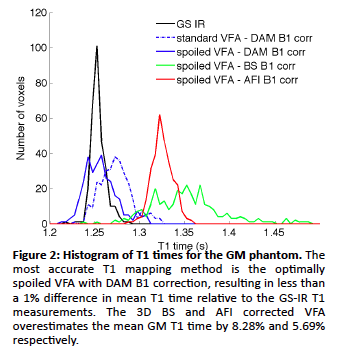 120
100
80
60
40
20
0
Number of voxels
GS IR
standard VFA - DAM B1 corr
spoiled VFA - DAM B1 corr
spoiled VFA - BS B1 corr
spoiled VFA - AFI B1 corr
1.2 1.25 1.3 1.35 1.4 1.45
T1 time (s)
Figure 2: Histogram of T1 times for the GM phantom. The
most accurate T1 mapping method is the optimally
spoiled VFA with DAM B1 correction, resulting in less than
a 1% difference in mean T1 time relative to the GS-IR T1
measurements. The 3D BS and AFI corrected VFA
overestimates the mean GM T1 time by 8.28% and 5.69%
respectively.